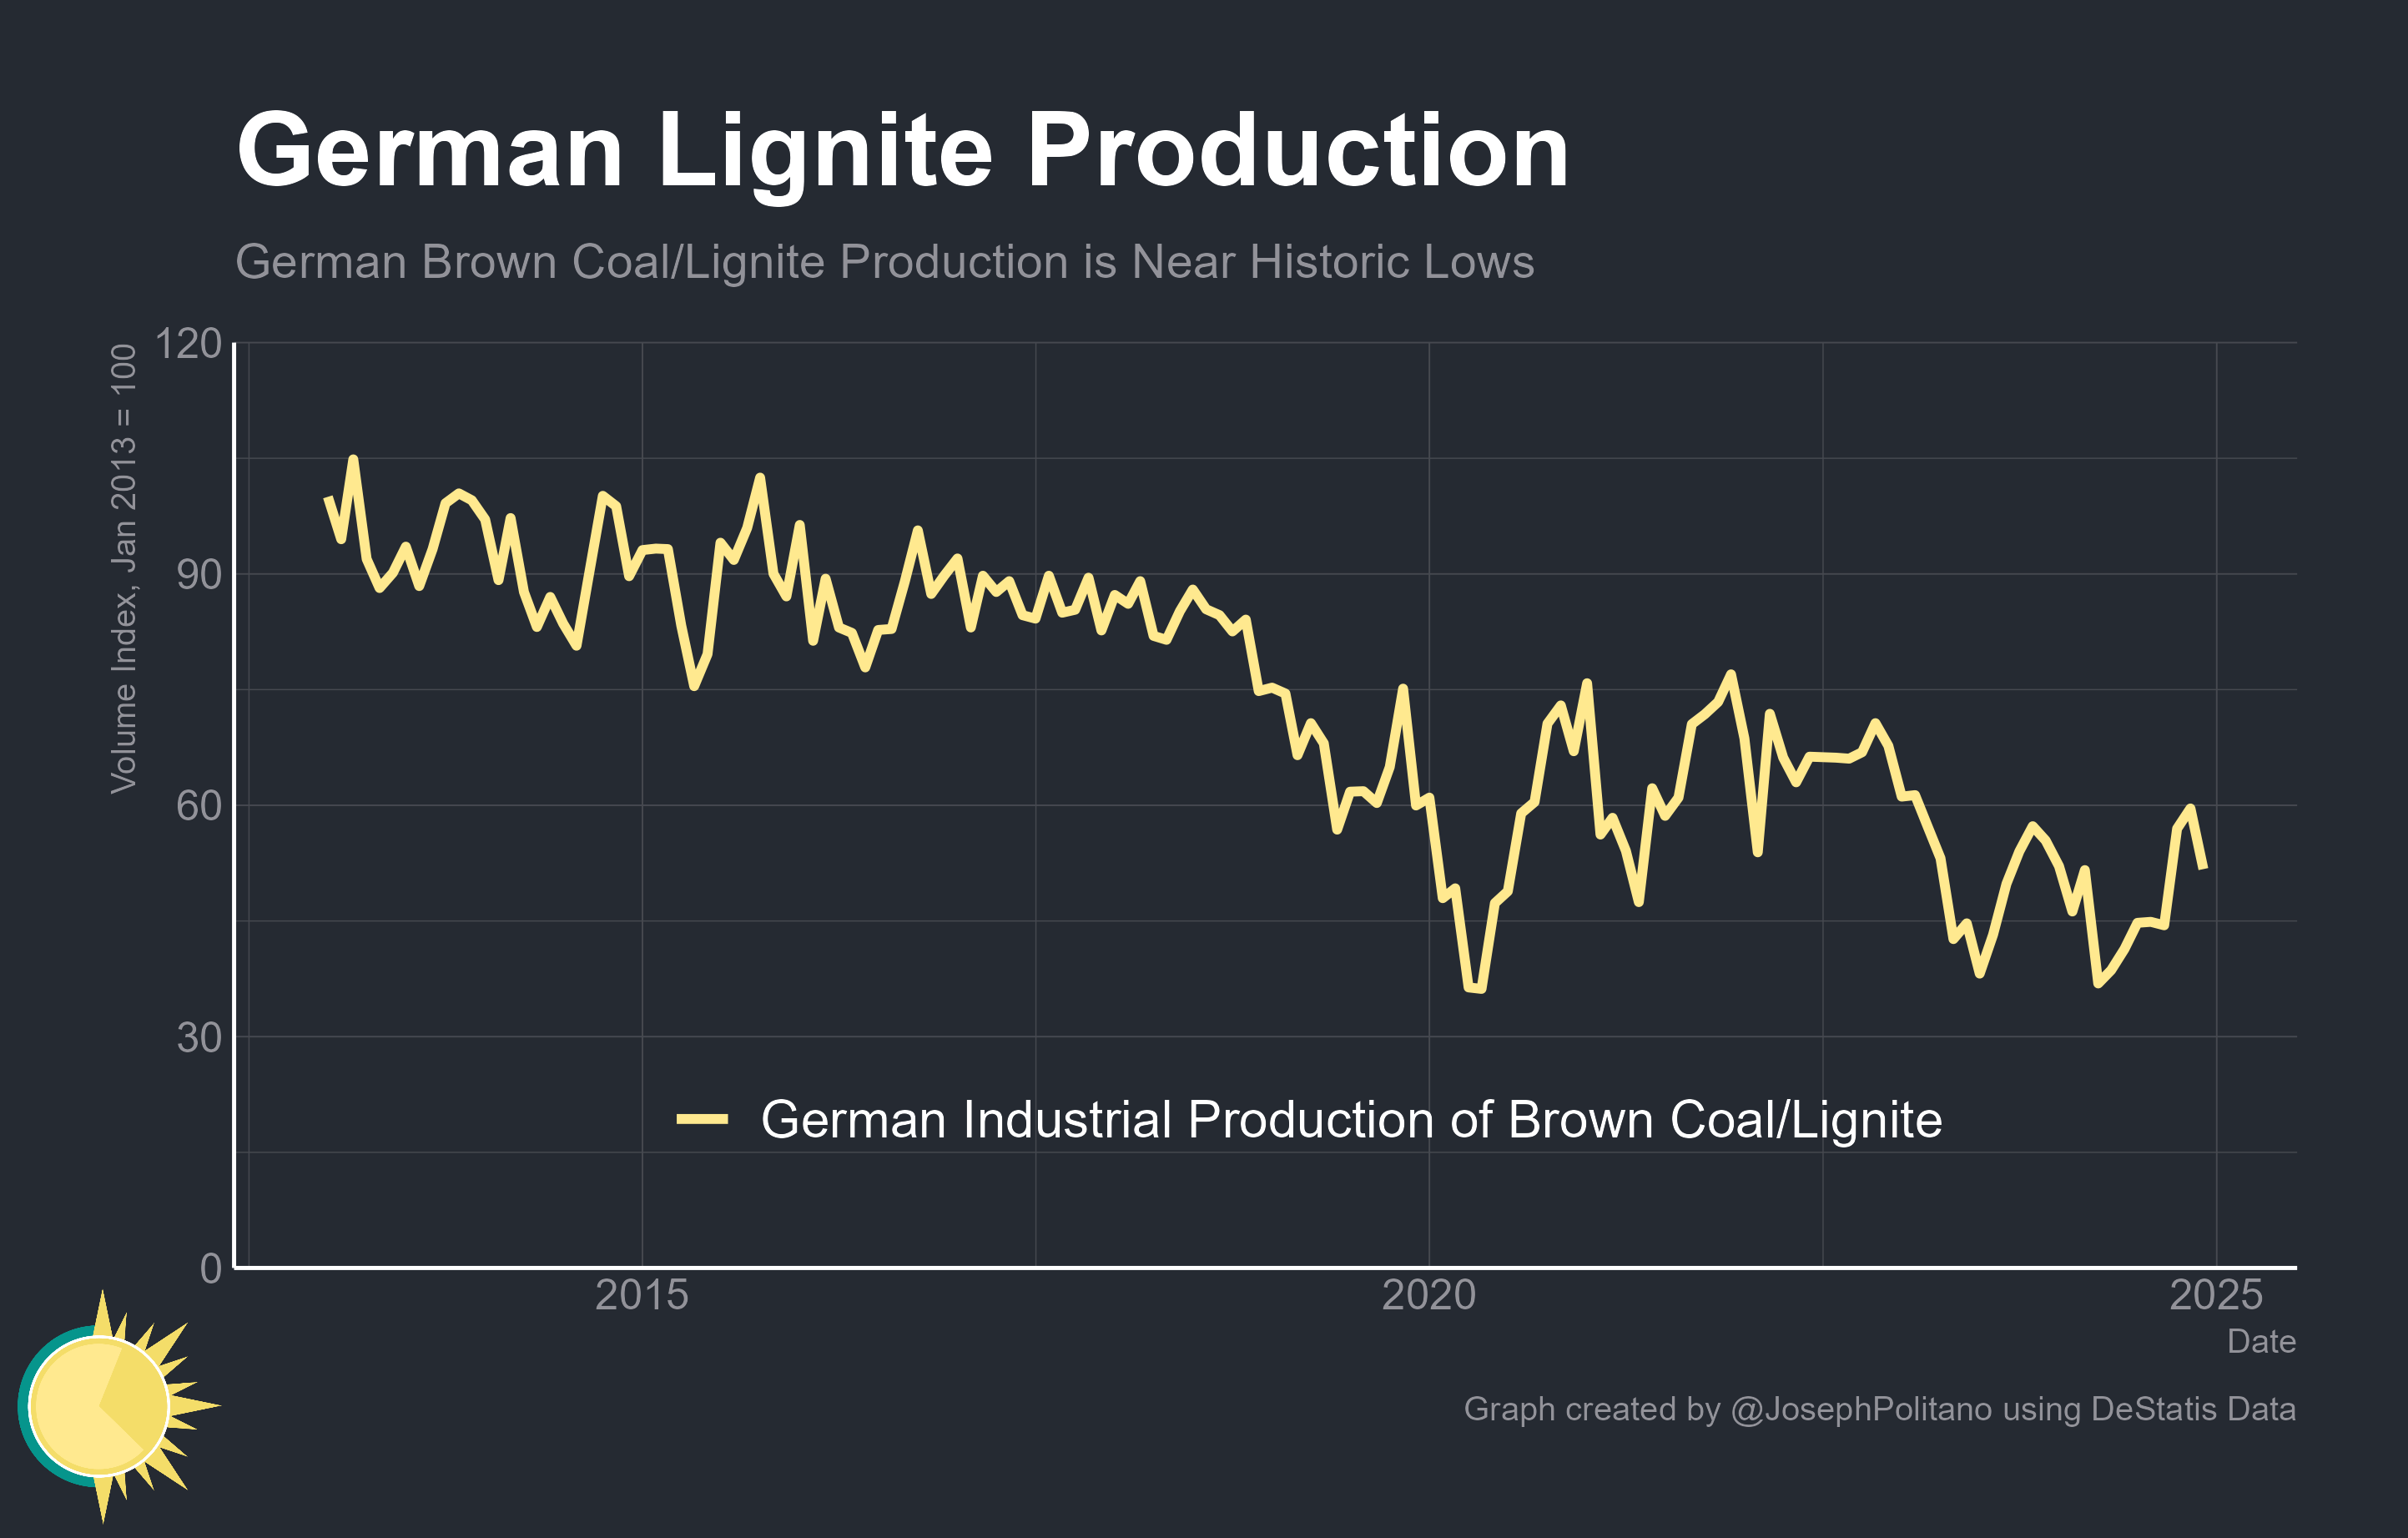 German Lignite Production
German Brown Coal/Lignite Production is Near Historic Lows
Volume Index, Jan 2013 = 100
120
90
60
30
0
German Industrial Production of Brown Coal/Lignite
2015
2020
2025
Date
Graph created by @JosephPolitano using DeStatis Data